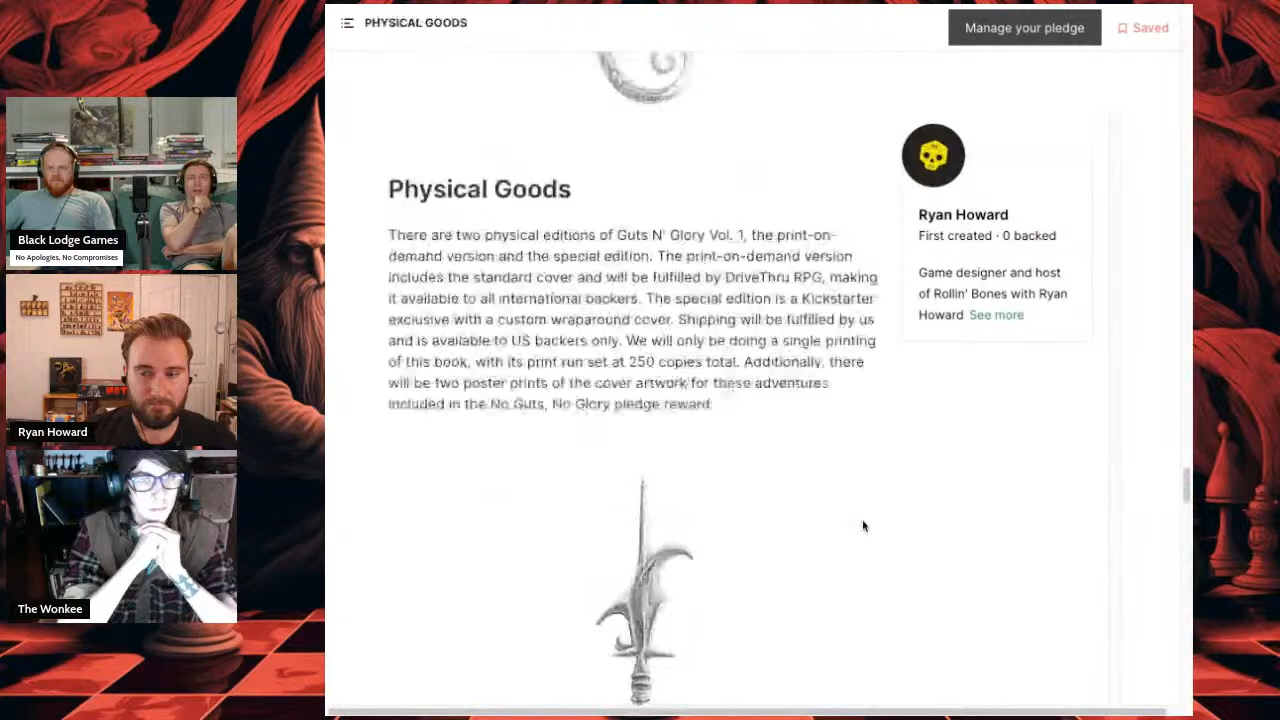 PHYSICAL GOODS
Manage your pledge
Saved
Physical Goods
There are two physical editions of Guts N' Glory Vol. 1, the print-on-
demand version and the special edition. The print-on-demand version
includes the standard cover and will be fulfilled by DriveThru RPG, making
it available to all international backers. The special edition is a Kickstarter
exclusive with a custom wraparound cover. Shipping will be fulfilled by us
and is available to US backers only. We will only be doing a single printing
of this book, with its print run set at 250 copies total. Additionally, there
will be two poster prints of the cover artwork for these adventures
included in the No Guts, No Glory pledge reward
Ryan Howard
First created · 0 backed
Game designer and host
of Rollin' Bones with Ryan
Howard See more
Black Lodge Games
No Apologies, No Compromises
Ryan Howard
The Wonkee